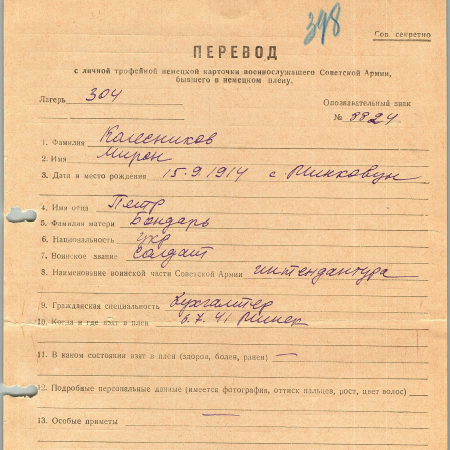 398
Сов. секретно
ПЕРЕВОД
с личной трофейной немецкой карточки военнослужащего Советской Армии,
бывшего в немецком плену.
Лагерь 304
Опознавательный знак
№ 8824
1. Фамилия Колесников
2. Имя Мирон
3. Дата и место рождения 15.9.1914 с Минковцы
4. Имя отца Петр
5. Фамилия матери Бондарь
6. Национальность укр
7. Воинское звание солдат
8. Наименование воинской части Советской Армии интендантура
9. Гражданская специальность бухгалтер
10. Когда и где взят в плен 6.7.41 Минск
11. В каком состоянии взят в плен (здоров, болен, ранен) —
12. Подробные персональные данные (имеется фотография, оттиск пальцев, рост, цвет волос)
—
13. Особые приметы